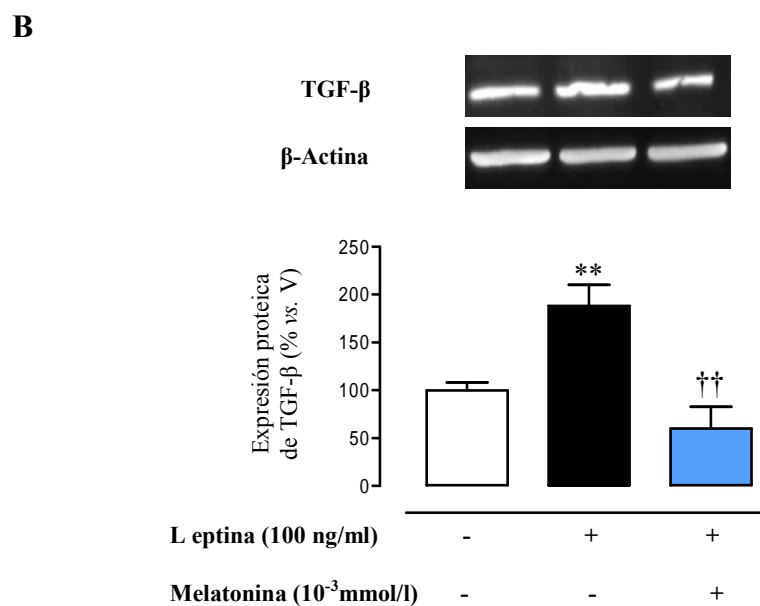 B
TGF-β
β-Actina
Expresión proteica
de TGF-β (% vs. V)
250
200
150
100
50
0
**
††
L eptina (100 ng/ml) - + +
Melatonina (10⁻³mmol/l) - - +